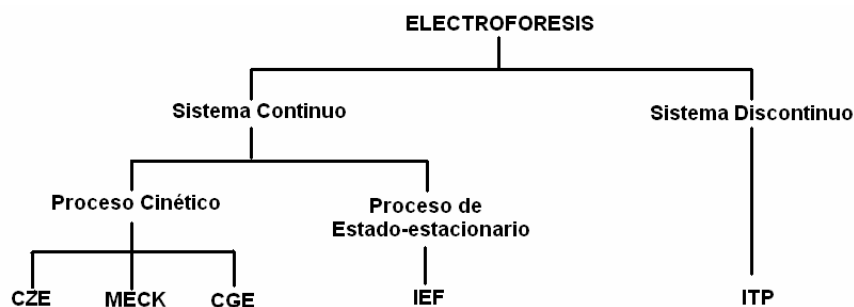 ELECTROFORESIS
Sistema Continuo
Sistema Discontinuo
Proceso Cinético
Proceso de
Estado-estacionario
CZE
MECK
CGE
IEF
ITP